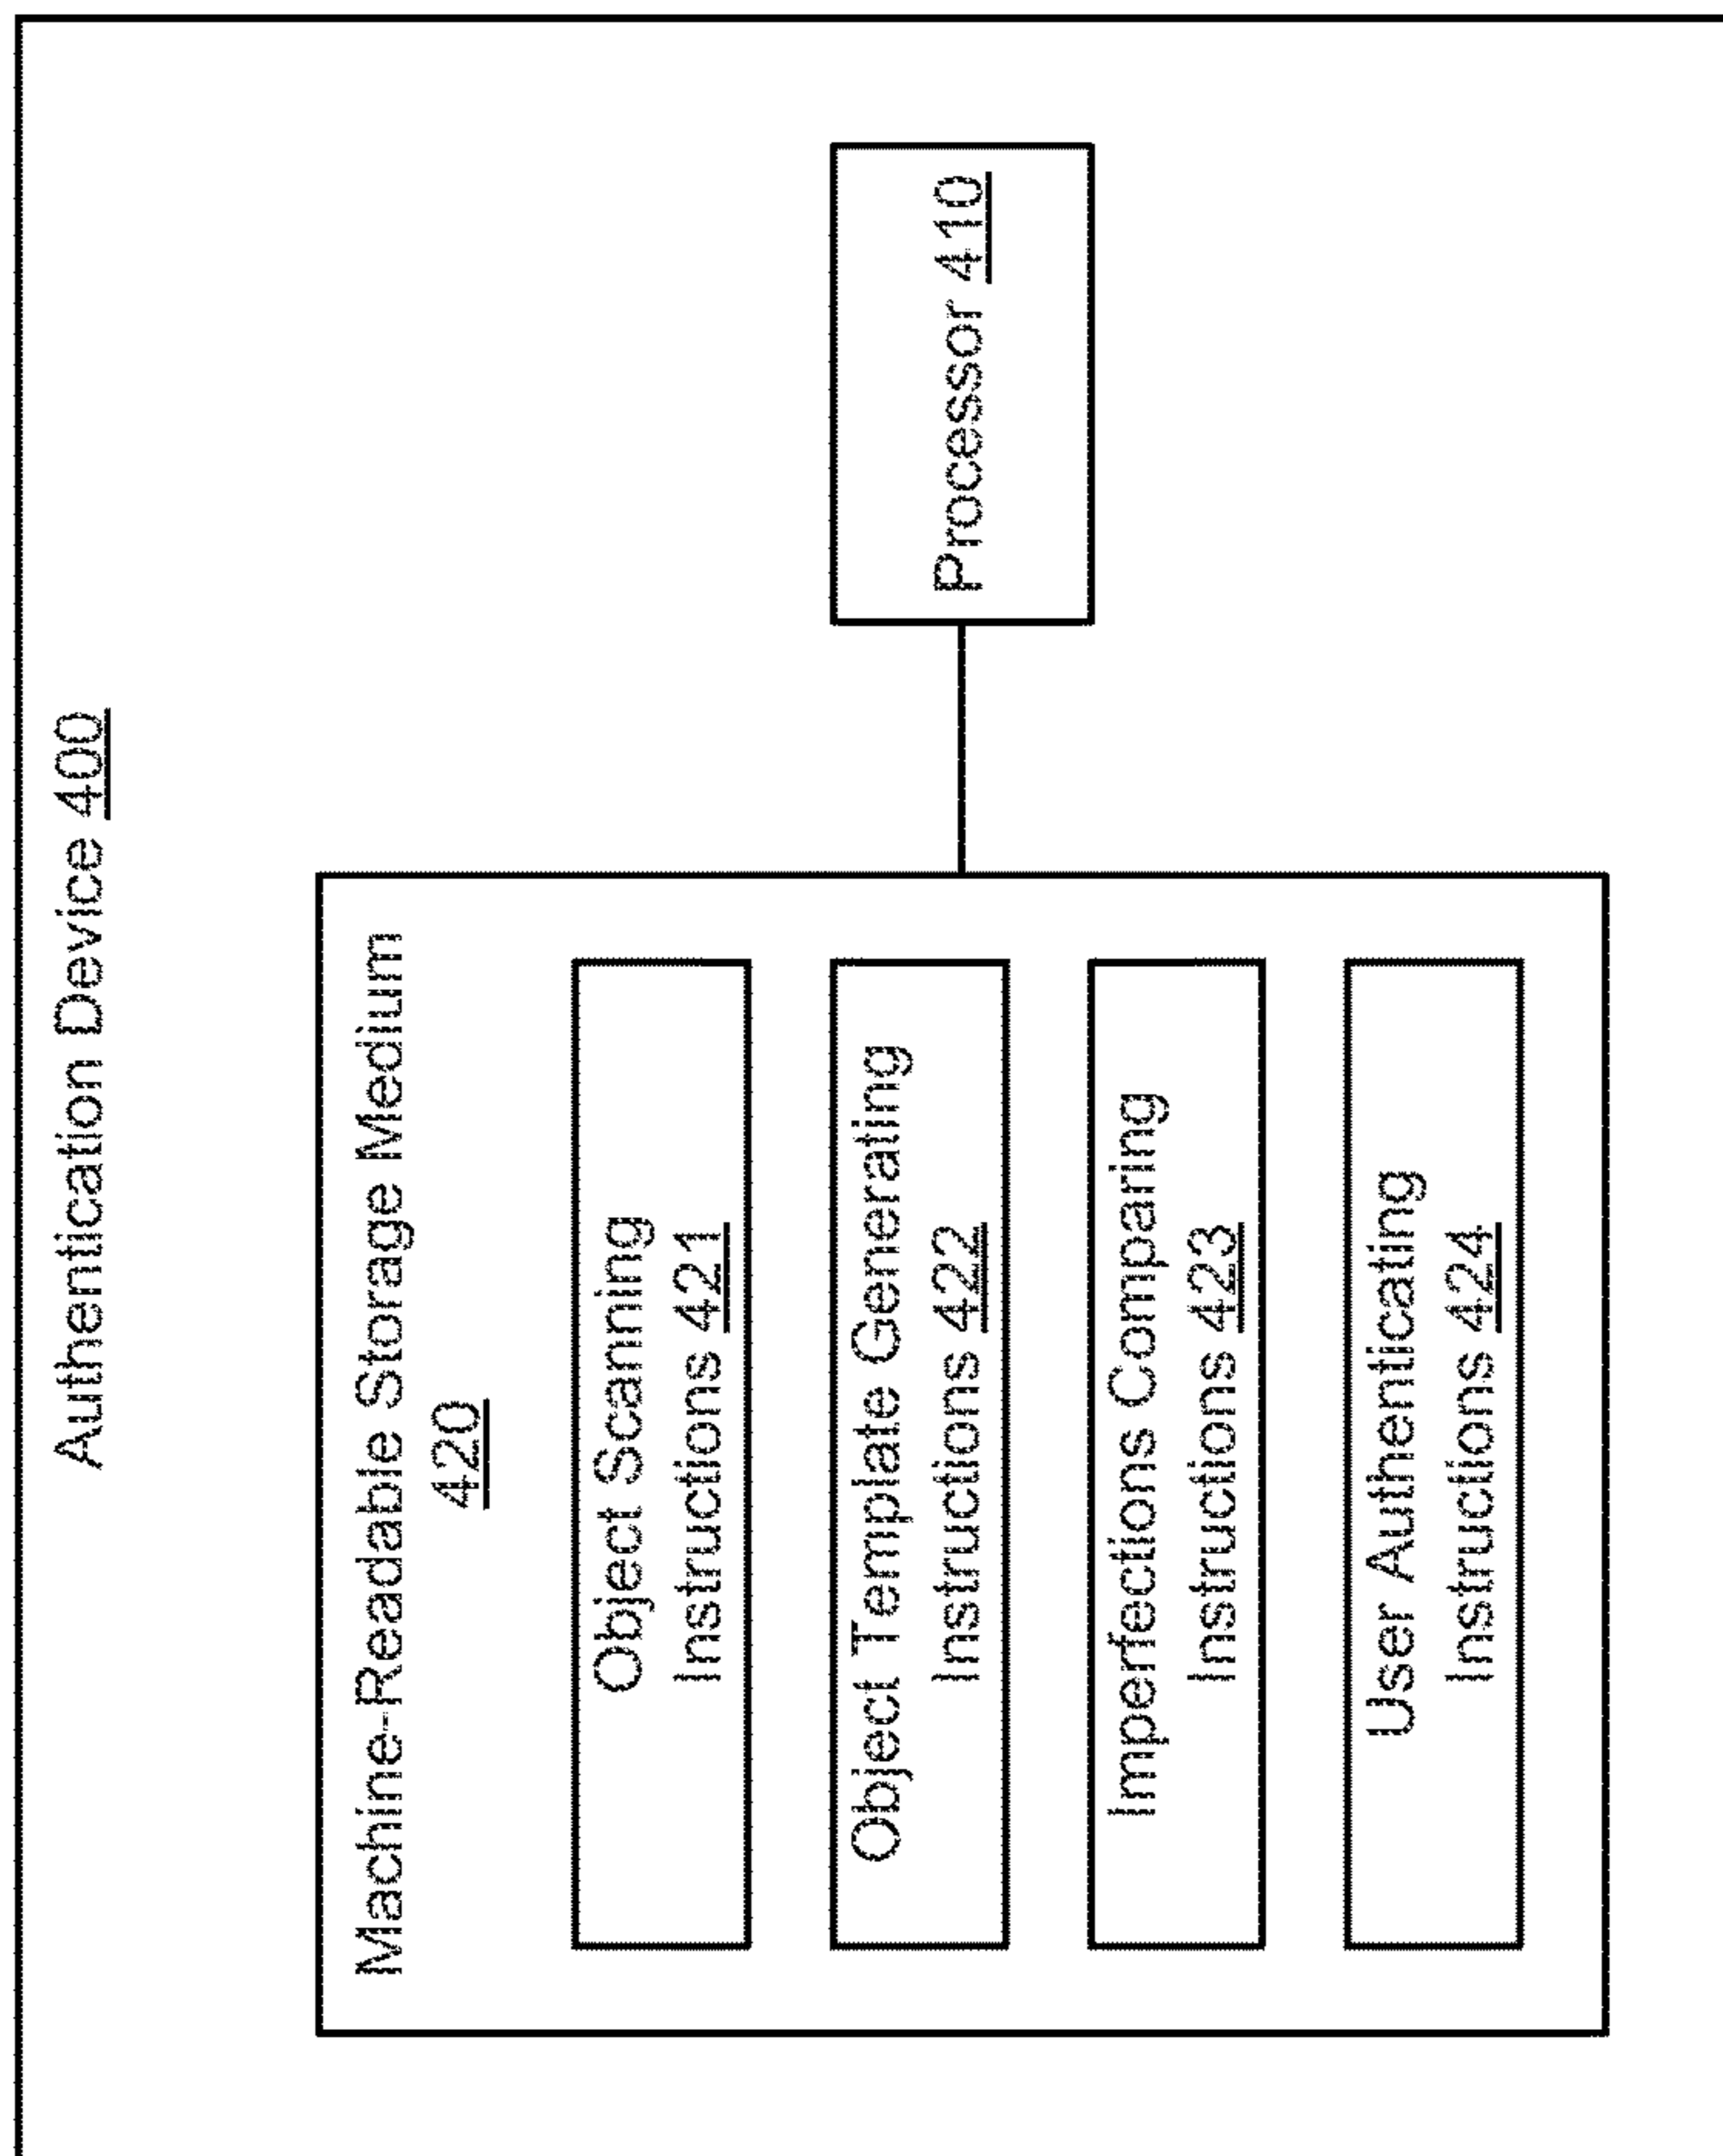 Authentication Device 400
Machine-Readable Storage Medium
420
Object Scanning
Instructions 421
Object Template Generating
Instructions 422
Imperfections Comparing
Instructions 423
User Authenticating
Instructions 424
Processor 410